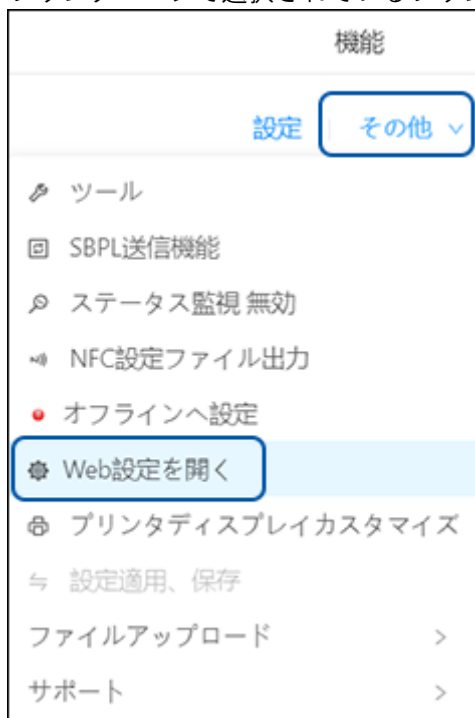 機能
設定 その他
ツール
SBPL送信機能
ステータス監視 無効
NFC設定ファイル出力
オフラインへ設定
Web設定を開く
プリンタディスプレイカスタマイズ
設定適用、保存
ファイルアップロード
サポート